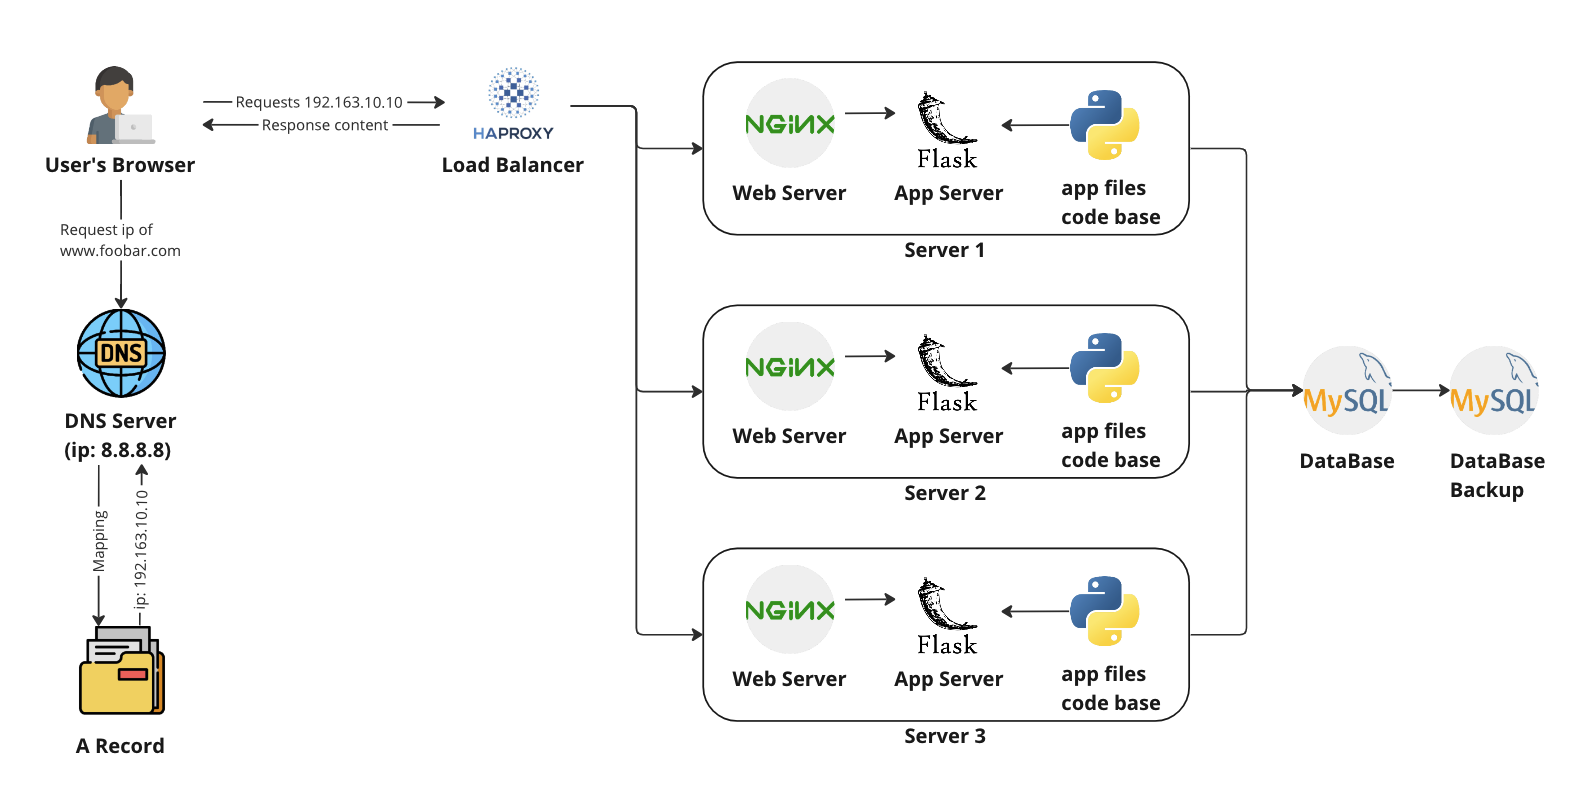 Requests 192.163.10.10
Response content
HAPROXY
User's Browser
Load Balancer
Request ip of
www.foobar.com
DNS
DNS Server
(ip: 8.8.8.8)
Mapping
ip: 192.163.10.10
A Record
NGINX
Flask
Web Server
App Server
app files
code base
Server 1
NGINX
Flask
Web Server
App Server
app files
code base
Server 2
NGINX
Flask
Web Server
App Server
app files
code base
Server 3
MySQL
DataBase
MySQL
DataBase
Backup